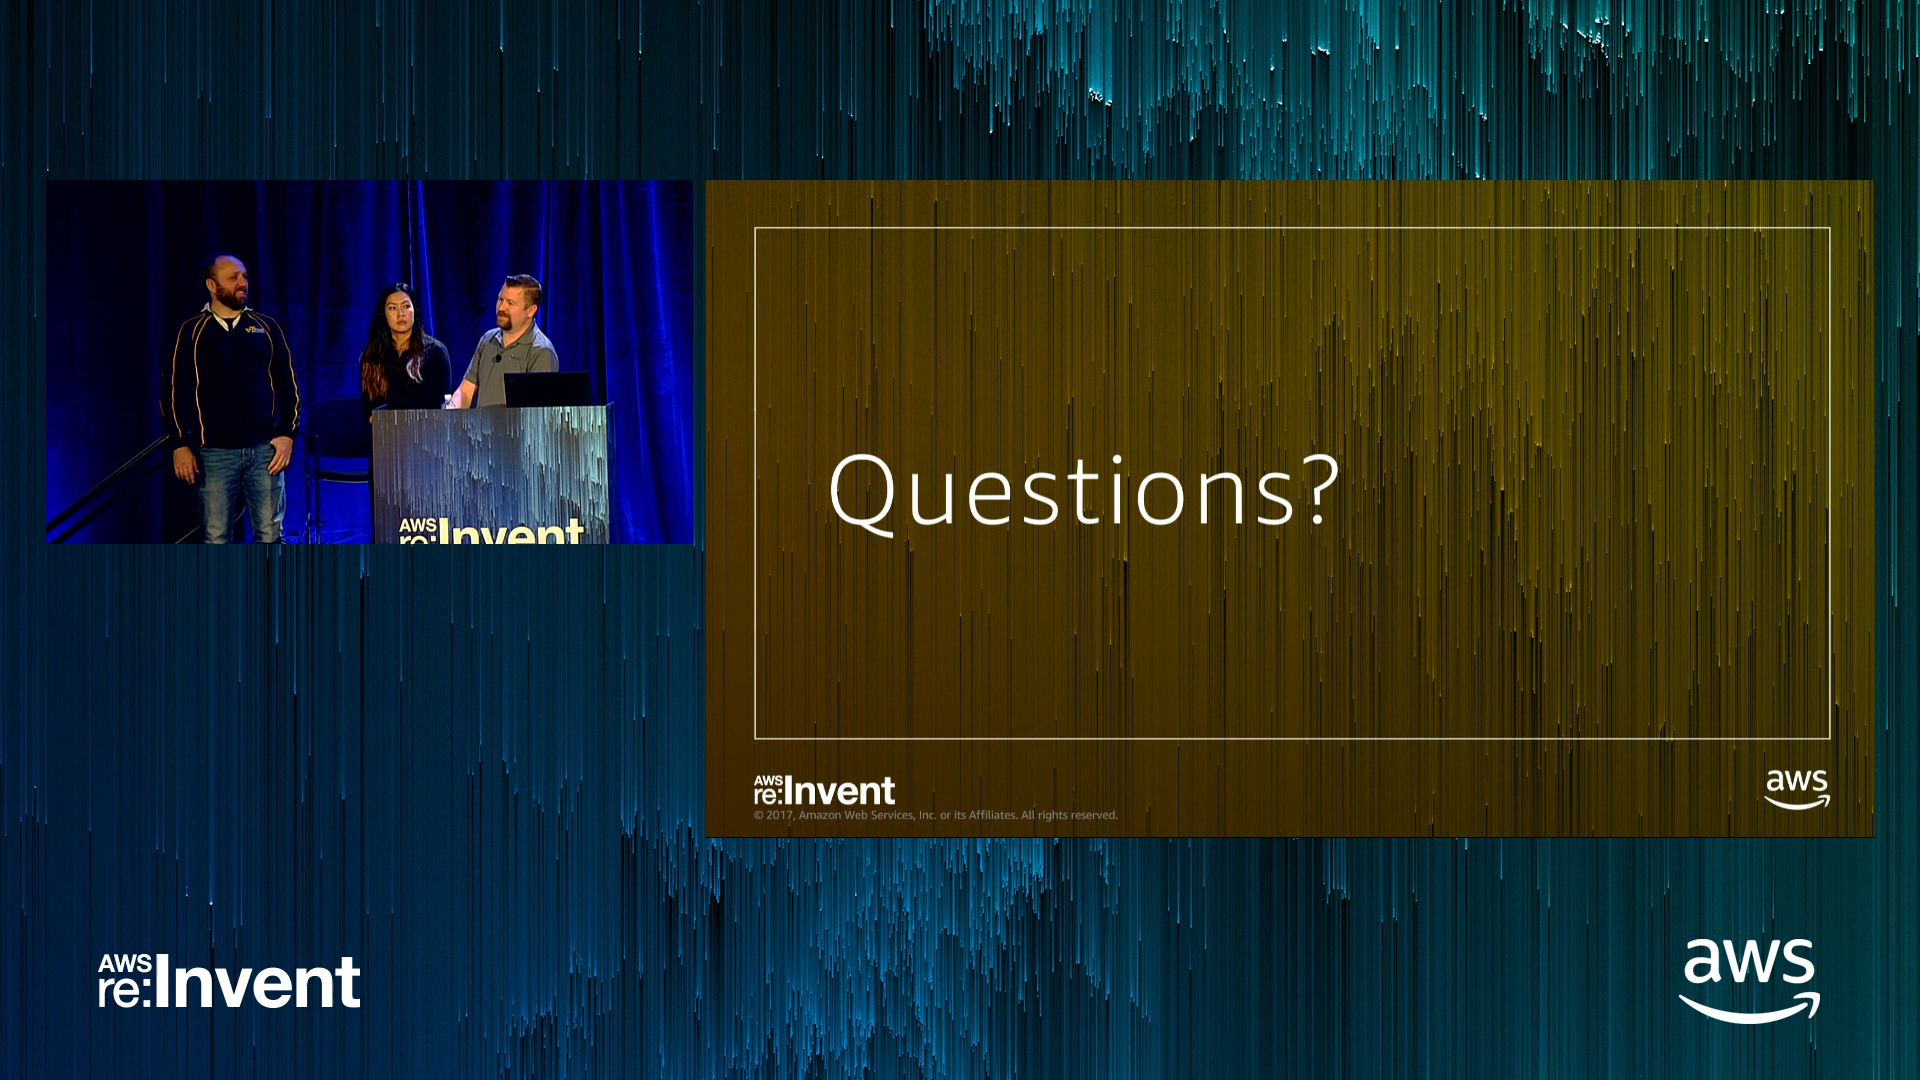 AWS
re:Invent
Questions?
AWS
re:Invent
aws
© 2017, Amazon Web Services, Inc. or its Affiliates. All rights reserved.
AWS
re:Invent
aws